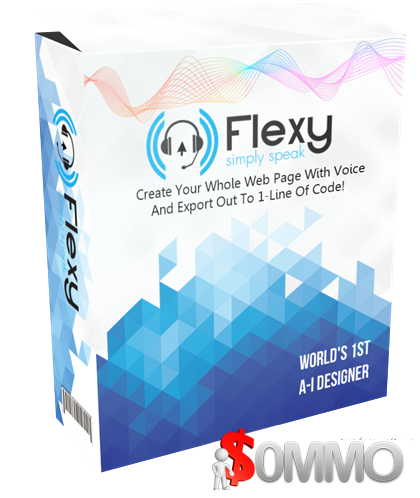 Flexy
simply speak
Create Your Whole Web Page With Voice
And Export Out To 1-Line Of Code!
Flexy
WORLD'S 1ST
A-I DESIGNER
$OMMO